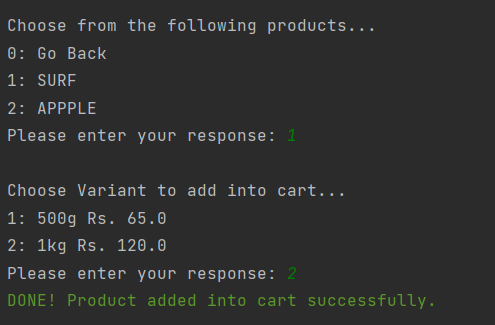 Choose from the following products...
0: Go Back
1: SURF
2: APPPLE
Please enter your response: 1
Choose Variant to add into cart...
1: 500g Rs. 65.0
2: 1kg Rs. 120.0
Please enter your response: 2
DONE! Product added into cart successfully.